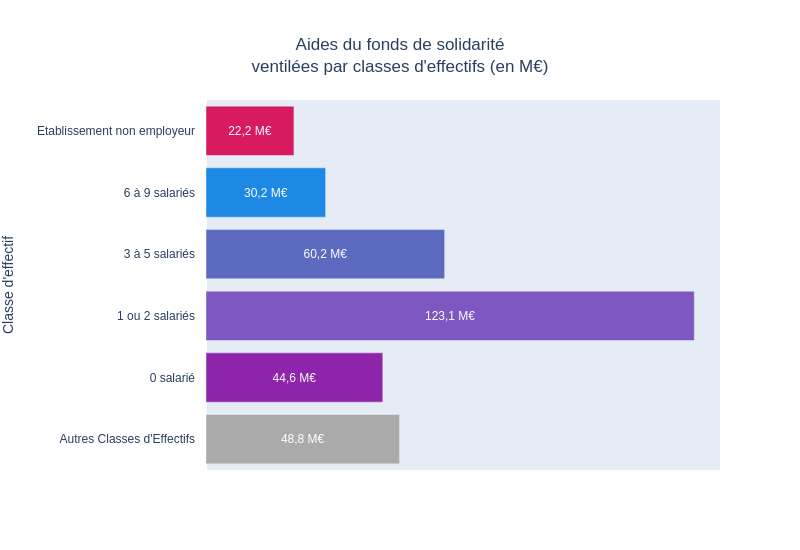 Aides du fonds de solidarité
ventilées par classes d'effectifs (en M€)
Classe d'effectif
Etablissement non employeur
22,2 M€
6 à 9 salariés
30,2 M€
3 à 5 salariés
60,2 M€
1 ou 2 salariés
123,1 M€
0 salarié
44,6 M€
Autres Classes d'Effectifs
48,8 M€